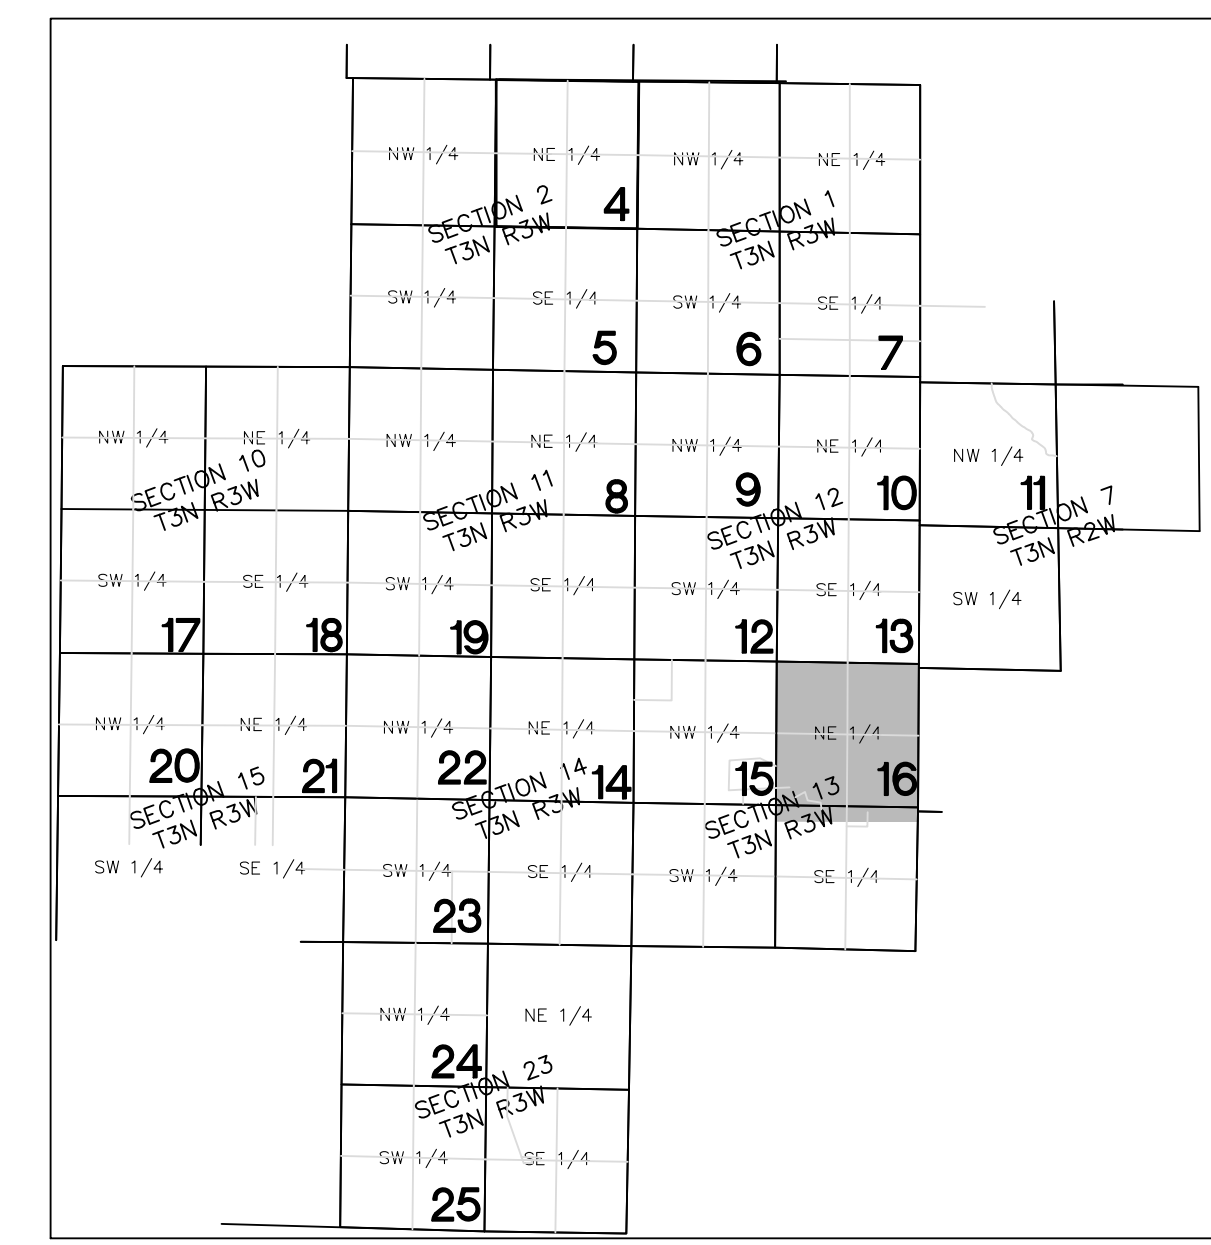 NW 1/4 NE 1/4 NW 1/4 NE 1/4
SECTION 2
T3N R3W
4
SECTION 1
T3N R3W
SW 1/4 SE 1/4 SW 1/4 SE 1/4
5 6 7
NW 1/4 NE 1/4 NW 1/4 NE 1/4 NW 1/4 NE 1/4 NW 1/4
SECTION 10
T3N R3W
SECTION 11
T3N R3W
8 9
SECTION 12
T3N R3W
10 11
SECTION 7
T3N R2W
SW 1/4 SE 1/4 SW 1/4 SE 1/4 SW 1/4 SE 1/4 SW 1/4
17 18 19 12 13
NW 1/4 NE 1/4 NW 1/4 NE 1/4 NW 1/4 NE 1/4
20 21 22 14 15 16
SECTION 15
T3N R3W
SECTION 14
T3N R3W
SECTION 13
T3N R3W
SW 1/4 SE 1/4 SW 1/4 SE 1/4 SW 1/4 SE 1/4
23
NW 1/4 NE 1/4
24
SECTION 23
T3N R3W
SW 1/4 SE 1/4
25